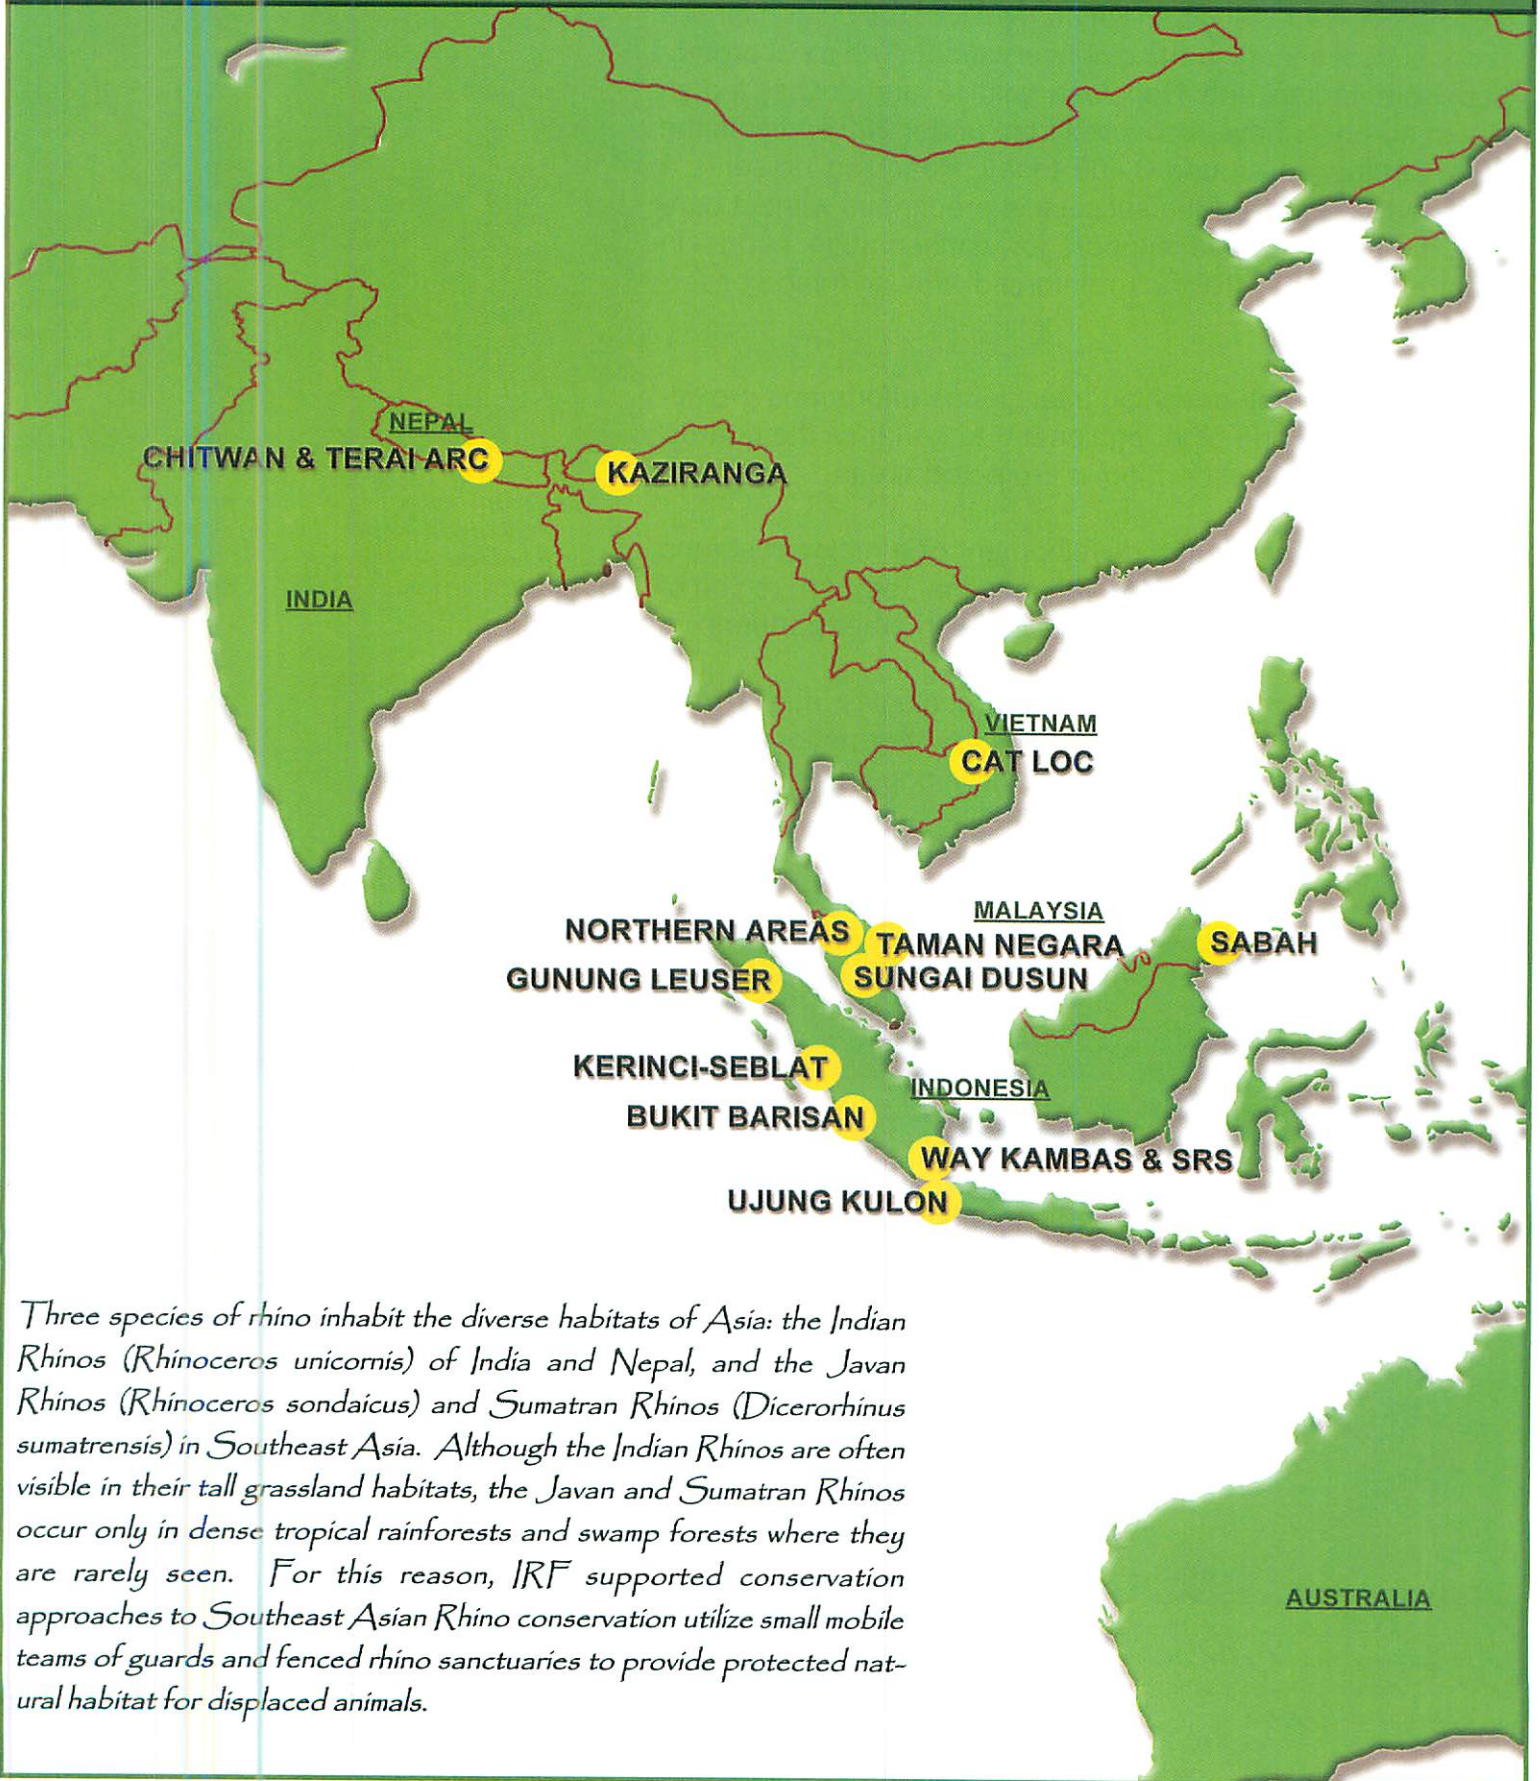 NEPAL
CHITWAN & TERAI ARC
KAZIRANGA
INDIA
VIETNAM
CAT LOC
MALAYSIA
NORTHERN AREAS
TAMAN NEGARA
SABAH
GUNUNG LEUSER
SUNGAI DUSUN
KERINCI-SEBLAT
INDONESIA
BUKIT BARISAN
WAY KAMBAS & SRS
UJUNG KULON
Three species of rhino inhabit the diverse habitats of Asia: the Indian
Rhinos (Rhinoceros unicornis) of India and Nepal, and the Javan
Rhinos (Rhinoceros sondaicus) and Sumatran Rhinos (Dicerorhinus
sumatrensis) in Southeast Asia. Although the Indian Rhinos are often
visible in their tall grassland habitats, the Javan and Sumatran Rhinos
occur only in dense tropical rainforests and swamp forests where they
are rarely seen. For this reason, IRF supported conservation
approaches to Southeast Asian Rhino conservation utilize small mobile
teams of guards and fenced rhino sanctuaries to provide protected nat-
ural habitat for displaced animals.
AUSTRALIA